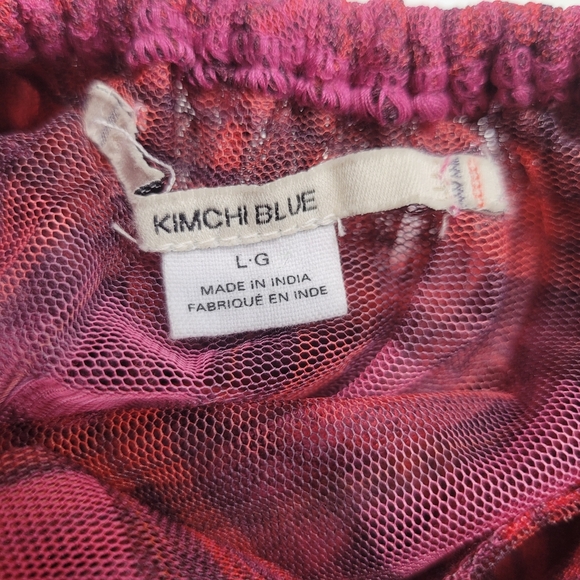 KIMCHI BLUE
L·G
MADE IN INDIA
FABRIQUÉ EN INDE